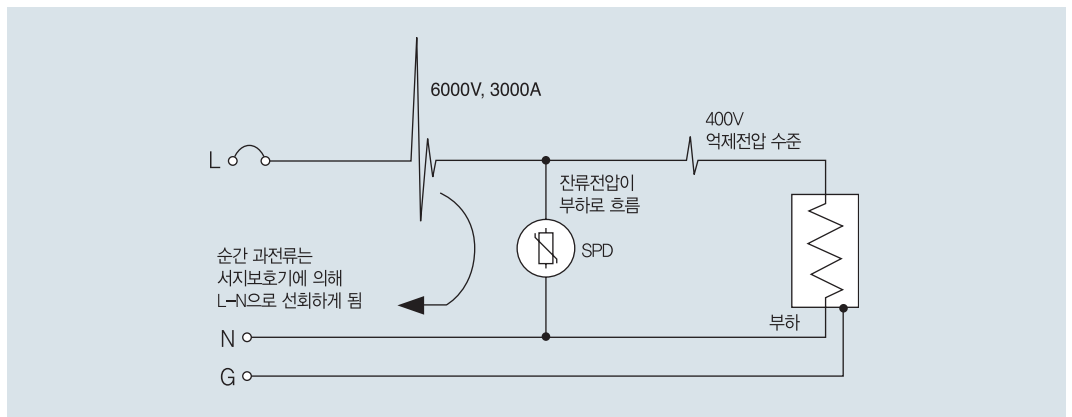 6000V, 3000A
400V
억제전압 수준
L
잔류전압이
부하로 흐름
SPD
순간 과전류는
서지보호기에 의해
L–N으로 선회하게 됨
부하
N
G